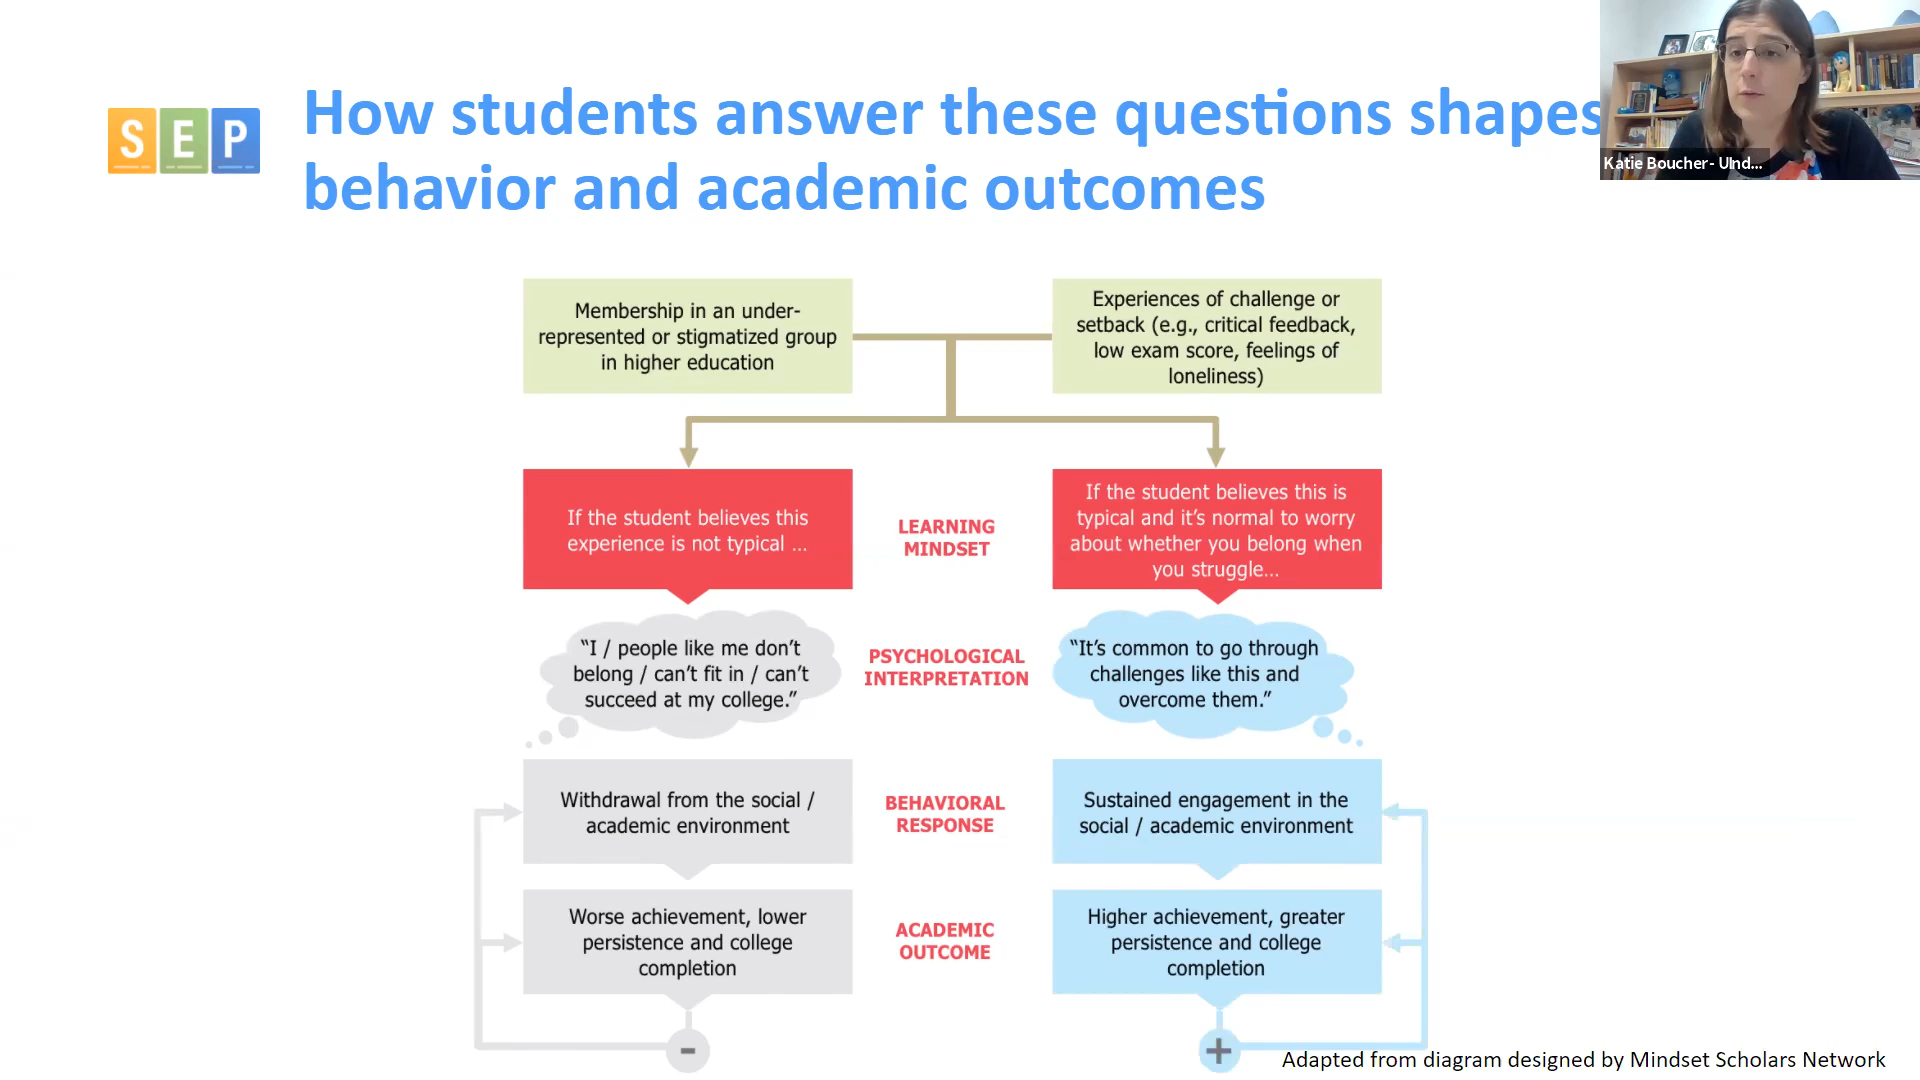 SEP
How students answer these questions shapes
behavior and academic outcomes
Katie Boucher- UInd...
Membership in an under-
represented or stigmatized group
in higher education
Experiences of challenge or
setback (e.g., critical feedback,
low exam score, feelings of
loneliness)
If the student believes this
experience is not typical ...
LEARNING
MINDSET
If the student believes this is
typical and it’s normal to worry
about whether you belong when
you struggle...
“I / people like me don’t
belong / can’t fit in / can’t
succeed at my college.”
PSYCHOLOGICAL
INTERPRETATION
“It’s common to go through
challenges like this and
overcome them.”
Withdrawal from the social /
academic environment
BEHAVIORAL
RESPONSE
Sustained engagement in the
social / academic environment
Worse achievement, lower
persistence and college
completion
ACADEMIC
OUTCOME
Higher achievement, greater
persistence and college
completion
-
+
Adapted from diagram designed by Mindset Scholars Network